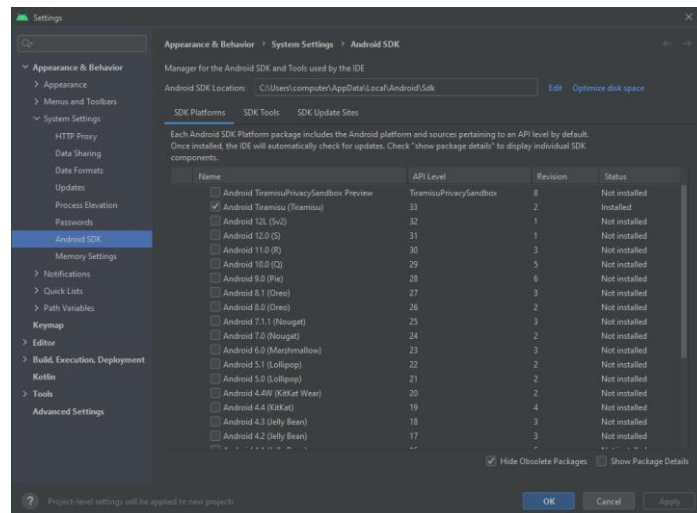 Settings
Appearance & Behavior
Appearance
Menus and Toolbars
System Settings
HTTP Proxy
Data Sharing
Date Formats
Updates
Process Elevation
Passwords
Android SDK
Memory Settings
Notifications
Quick Lists
Path Variables
Keymap
Editor
Build, Execution, Deployment
Kotlin
Tools
Advanced Settings
Appearance & Behavior > System Settings > Android SDK
Manager for the Android SDK and Tools used by the IDE
Android SDK Location: C:\Users\computer\AppData\Local\Android\Sdk Edit Optimize disk space
SDK Platforms SDK Tools SDK Update Sites
Each Android SDK Platform package includes the Android platform and sources pertaining to an API level by default.
Once installed, the IDE will automatically check for updates. Check "show package details" to display individual SDK
components.
Name API Level Revision Status
Android TiramisuPrivacySandbox Preview TiramisuPrivacySandbox 8 Not installed
Android Tiramisu (Tiramisu) 33 2 Installed
Android 12L (Sv2) 32 1 Not installed
Android 12.0 (S) 31 1 Not installed
Android 11.0 (R) 30 3 Not installed
Android 10.0 (Q) 29 5 Not installed
Android 9.0 (Pie) 28 6 Not installed
Android 8.1 (Oreo) 27 3 Not installed
Android 8.0 (Oreo) 26 2 Not installed
Android 7.1.1 (Nougat) 25 3 Not installed
Android 7.0 (Nougat) 24 2 Not installed
Android 6.0 (Marshmallow) 23 3 Not installed
Android 5.1 (Lollipop) 22 2 Not installed
Android 5.0 (Lollipop) 21 2 Not installed
Android 4.4W (KitKat Wear) 20 2 Not installed
Android 4.4 (KitKat) 19 4 Not installed
Android 4.3 (Jelly Bean) 18 3 Not installed
Android 4.2 (Jelly Bean) 17 3 Not installed
Hide Obsolete Packages Show Package Details
? Project-level settings will be applied to new projects
OK Cancel Apply